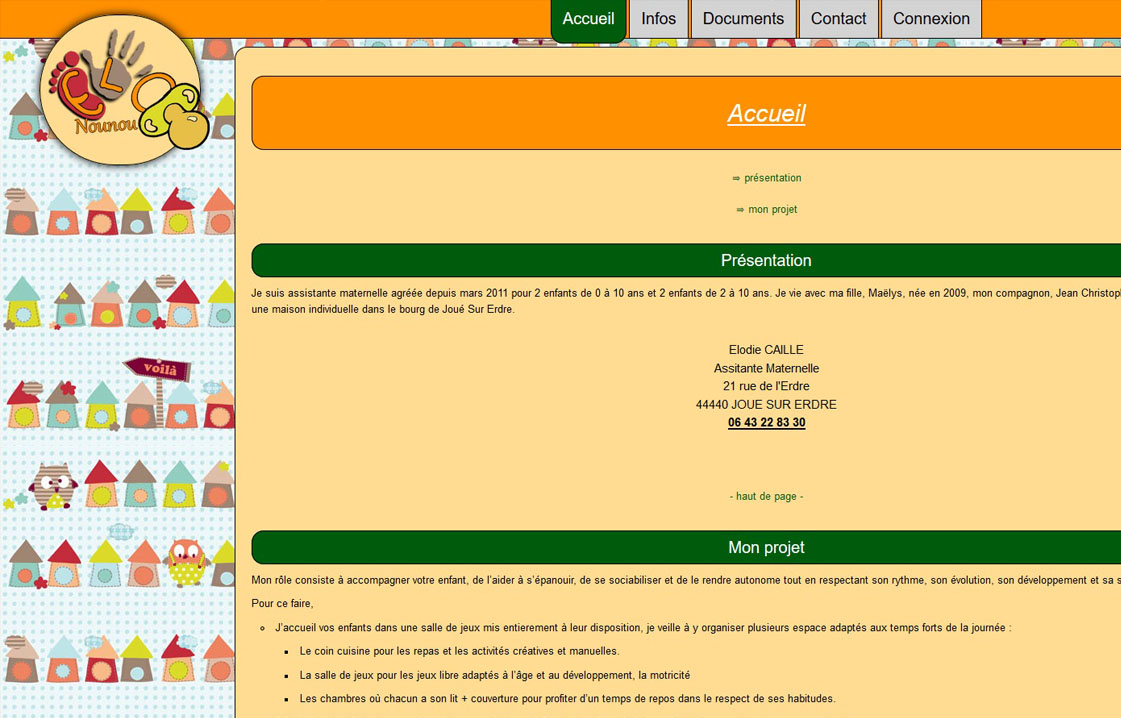 Accueil
Infos
Documents
Contact
Connexion
ELO
Nounou
Accueil
⇒ présentation
⇒ mon projet
Présentation
Je suis assistante maternelle agréée depuis mars 2011 pour 2 enfants de 0 à 10 ans et 2 enfants de 2 à 10 ans. Je vie avec ma fille, Maëlys, née en 2009, mon compagnon, Jean Christoph
une maison individuelle dans le bourg de Joué Sur Erdre.
Elodie CAILLE
Assitante Maternelle
21 rue de l'Erdre
44440 JOUE SUR ERDRE
06 43 22 83 30
voilà
- haut de page -
Mon projet
Mon rôle consiste à accompagner votre enfant, de l’aider à s’épanouir, de se sociabiliser et de le rendre autonome tout en respectant son rythme, son évolution, son développement et sa s
Pour ce faire,
J’accueil vos enfants dans une salle de jeux mis entierement à leur disposition, je veille à y organiser plusieurs espace adaptés aux temps forts de la journée :
Le coin cuisine pour les repas et les activités créatives et manuelles.
La salle de jeux pour les jeux libre adaptés à l’âge et au développement, la motricité
Les chambres où chacun a son lit + couverture pour profiter d’un temps de repos dans le respect de ses habitudes.